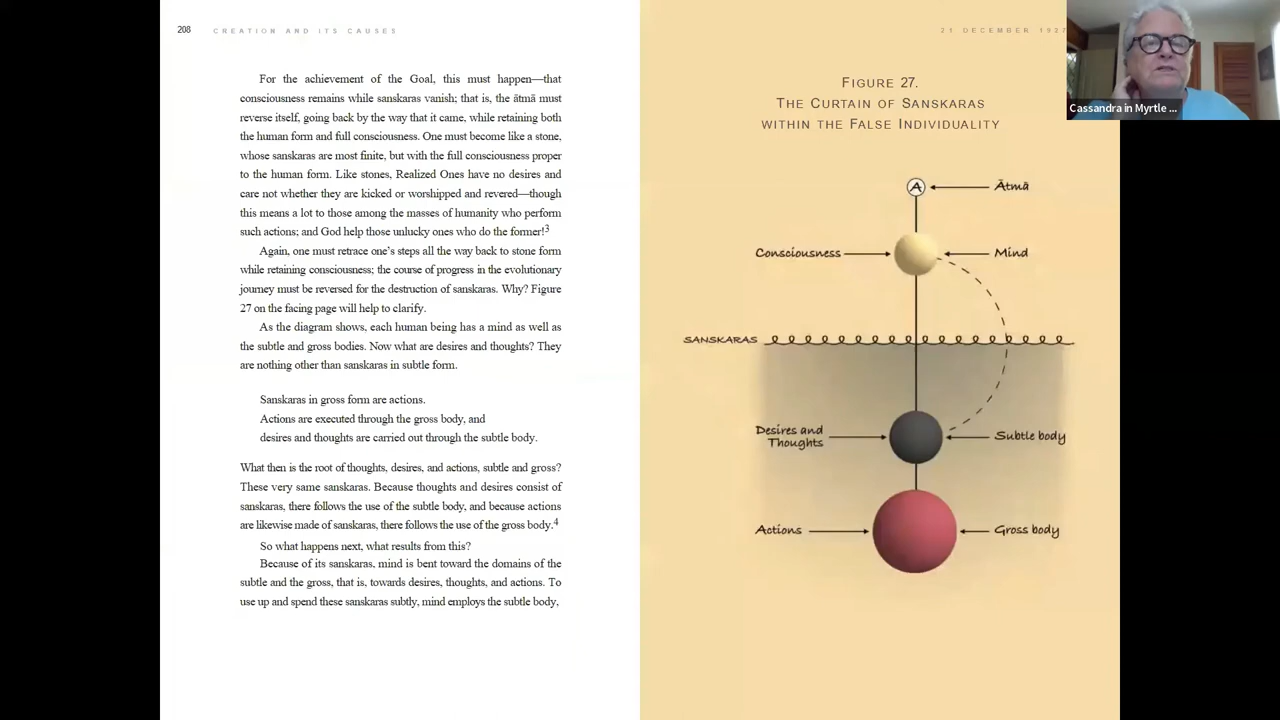 208 CREATION AND ITS CAUSES
For the achievement of the Goal, this must happen—that
consciousness remains while sanskaras vanish; that is, the ātmā must
reverse itself, going back by the way that it came, while retaining both
the human form and full consciousness. One must become like a stone,
whose sanskaras are most finite, but with the full consciousness proper
to the human form. Like stones, Realized Ones have no desires and
care not whether they are kicked or worshipped and revered—though
this means a lot to those among the masses of humanity who perform
such actions; and God help those unlucky ones who do the former!3
Again, one must retrace one's steps all the way back to stone form
while retaining consciousness; the course of progress in the evolutionary
journey must be reversed for the destruction of sanskaras. Why? Figure
27 on the facing page will help to clarify.
As the diagram shows, each human being has a mind as well as
the subtle and gross bodies. Now what are desires and thoughts? They
are nothing other than sanskaras in subtle form.
Sanskaras in gross form are actions.
Actions are executed through the gross body, and
desires and thoughts are carried out through the subtle body.
What then is the root of thoughts, desires, and actions, subtle and gross?
These very same sanskaras. Because thoughts and desires consist of
sanskaras, there follows the use of the subtle body, and because actions
are likewise made of sanskaras, there follows the use of the gross body.4
So what happens next, what results from this?
Because of its sanskaras, mind is bent toward the domains of the
subtle and the gross, that is, towards desires, thoughts, and actions. To
use up and spend these sanskaras subtly, mind employs the subtle body,
21 DECEMBER 1927
FIGURE 27.
THE CURTAIN OF SANSKARAS
WITHIN THE FALSE INDIVIDUALITY
A Ātmā
Consciousness Mind
SANSKARAS
Desires and
Thoughts
Subtle body
Actions Gross body
Cassandra in Myrtle ...